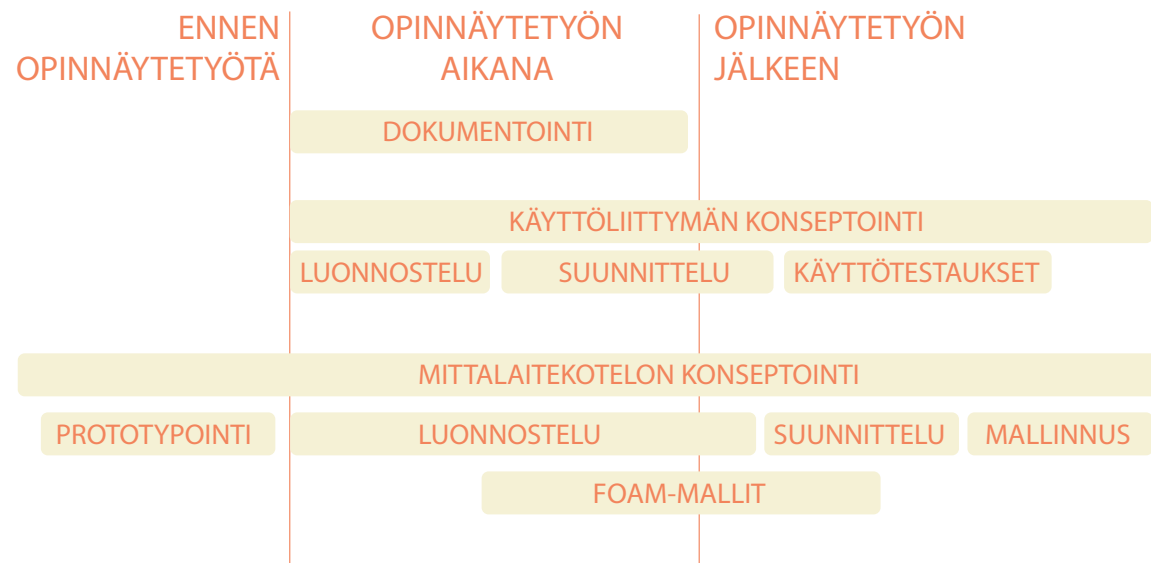 ENNEN
OPINNÄYTETYÖTÄ
OPINNÄYTETYÖN
AIKANA
OPINNÄYTETYÖN
JÄLKEEN
DOKUMENTOINTI
KÄYTTÖLIITTYMÄN KONSEPTOINTI
LUONNOSTELU
SUUNNITTELU
KÄYTTÖTESTAUKSET
MITTALAITEKOTELON KONSEPTOINTI
PROTOTYPOINTI
LUONNOSTELU
SUUNNITTELU
MALLINNUS
FOAM-MALLIT